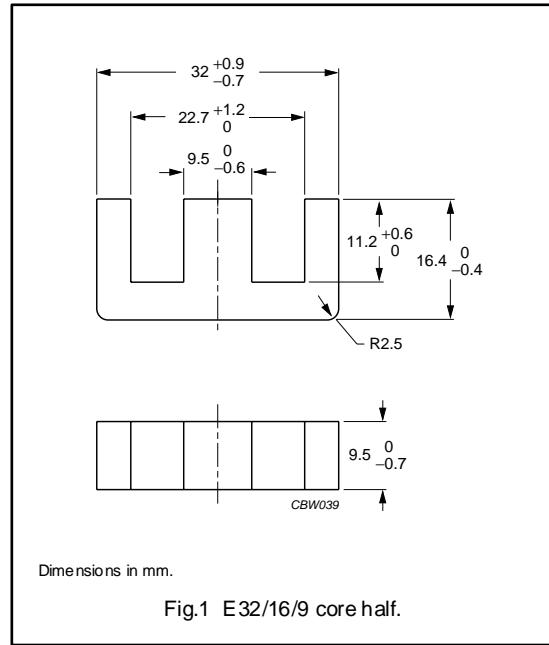 32 +0.9 −0.7
22.7 +1.2 0
9.5 0 −0.6
11.2 +0.6 0
16.4 0 −0.4
R2.5
9.5 0 −0.7
CBW039
Dimensions in mm.
Fig.1 E32/16/9 core half.